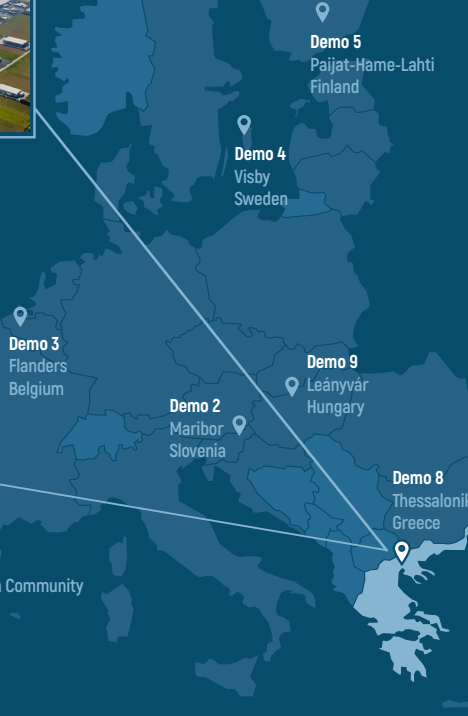 Demo 5
Paijat-Hame-Lahti
Finland
Demo 4
Visby
Sweden
Demo 3
Flanders
Belgium
Demo 9
Leányvár
Hungary
Demo 2
Maribor
Slovenia
Demo 8
Thessalonik
Greece
Community